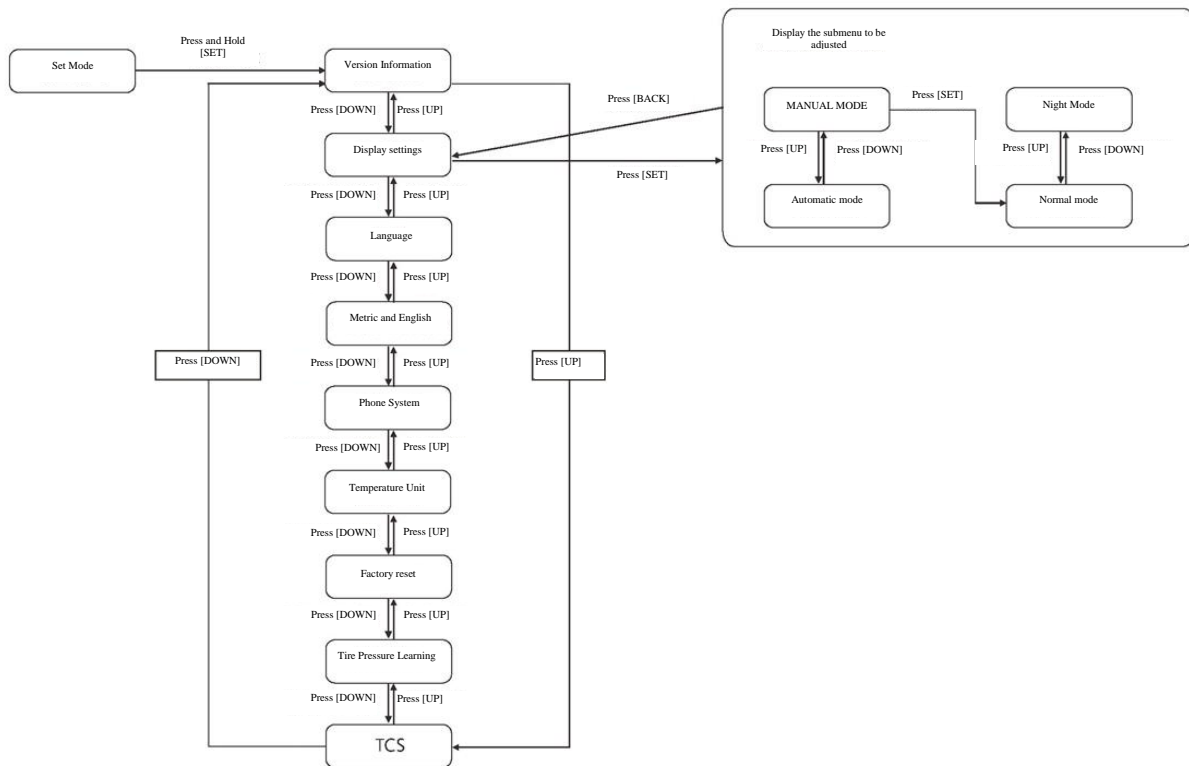 Press and Hold
[SET]
Set Mode
Version Information
Press [DOWN]
Press [UP]
Display settings
Press [DOWN]
Press [UP]
Language
Press [DOWN]
Press [UP]
Metric and English
Press [DOWN]
Press [UP]
Phone System
Press [DOWN]
Press [UP]
Temperature Unit
Press [DOWN]
Press [UP]
Factory reset
Press [DOWN]
Press [UP]
Tire Pressure Learning
Press [DOWN]
Press [UP]
TCS
Press [DOWN]
Press [UP]
Press [BACK]
Press [SET]
Display the submenu to be
adjusted
MANUAL MODE
Press [SET]
Night Mode
Press [UP]
Press [DOWN]
Press [UP]
Press [DOWN]
Automatic mode
Normal mode